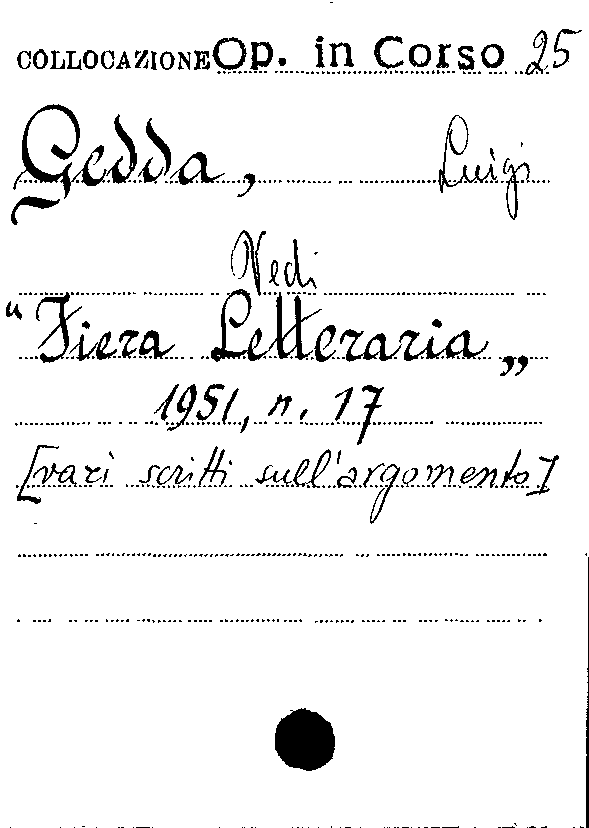 COLLOCAZIONE Op. in Corso 25
Gedda, Luigi
Vedi
"Fiera Letteraria„
1951, n. 17
[vari scritti sull'argomento]